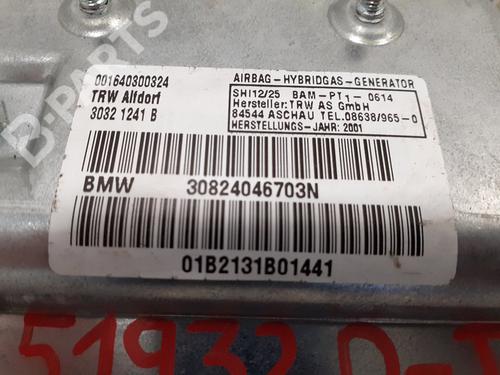 B-PARTS
001640300324
TRW Alfdorf
3032 1241 B
AIRBAG-HYBRIDGAS-GENERATOR
SHI12/25 BAM-PT1-0614
Hersteller: TRW AS GmbH
84544 ASCHAU TEL.08638/965-0
HERSTELLUNGS-JAHR: 2001
BMW 30824046703N
01B2131B01441
51932 D-T